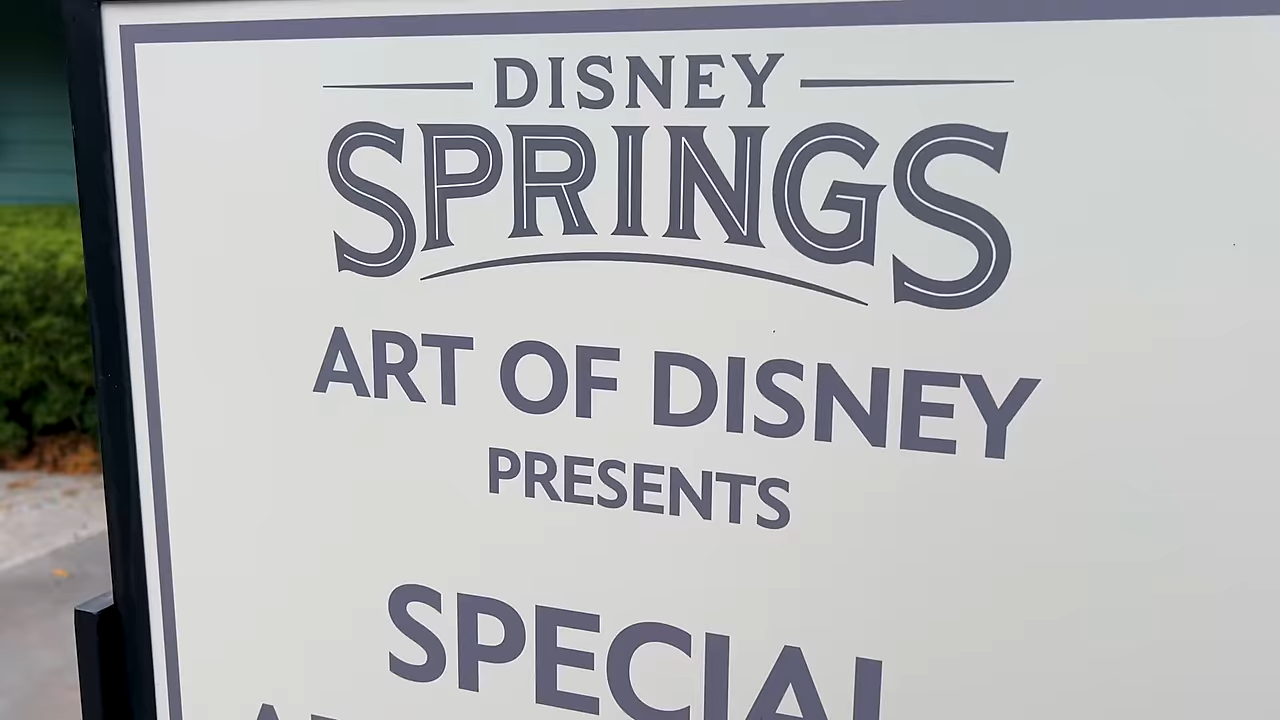 DISNEY
SPRINGS
ART OF DISNEY
PRESENTS
SPECIAL